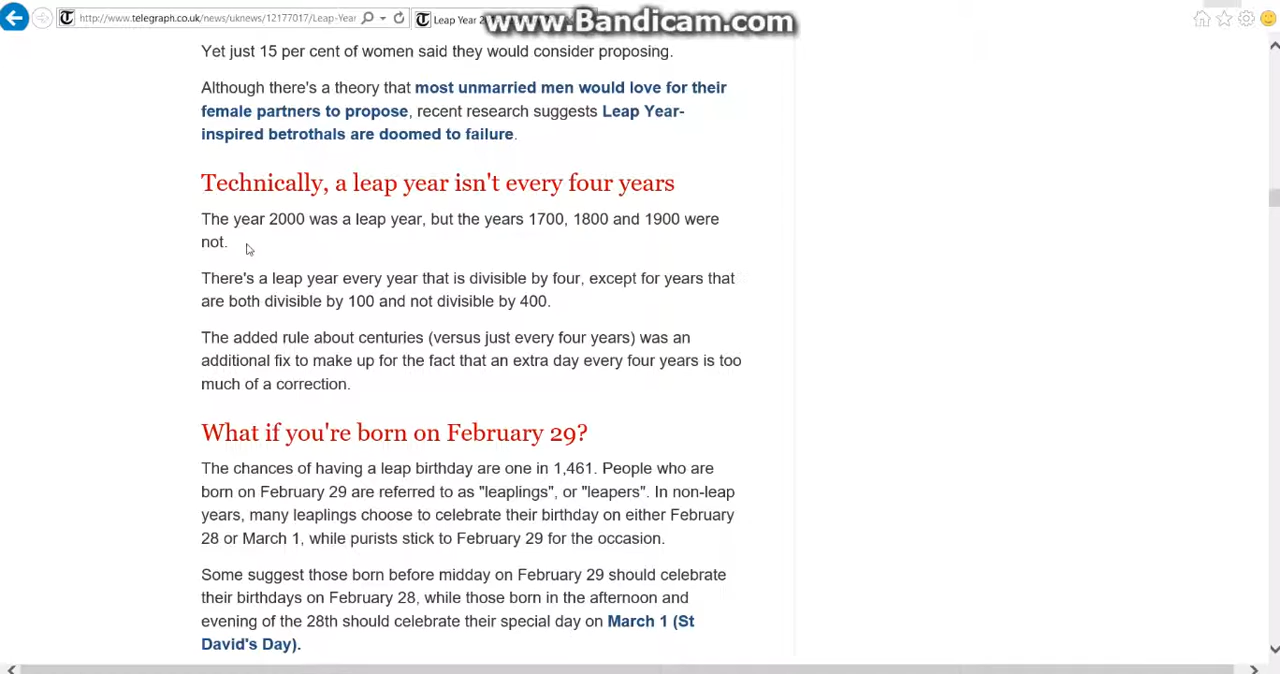 www.Bandicam.com
http://www.telegraph.co.uk/news/uknews/12177017/Leap-Year
Leap Year 2
Yet just 15 per cent of women said they would consider proposing.
Although there's a theory that most unmarried men would love for their
female partners to propose, recent research suggests Leap Year-
inspired betrothals are doomed to failure.
Technically, a leap year isn't every four years
The year 2000 was a leap year, but the years 1700, 1800 and 1900 were
not.
There's a leap year every year that is divisible by four, except for years that
are both divisible by 100 and not divisible by 400.
The added rule about centuries (versus just every four years) was an
additional fix to make up for the fact that an extra day every four years is too
much of a correction.
What if you're born on February 29?
The chances of having a leap birthday are one in 1,461. People who are
born on February 29 are referred to as "leaplings", or "leapers". In non-leap
years, many leaplings choose to celebrate their birthday on either February
28 or March 1, while purists stick to February 29 for the occasion.
Some suggest those born before midday on February 29 should celebrate
their birthdays on February 28, while those born in the afternoon and
evening of the 28th should celebrate their special day on March 1 (St
David's Day).